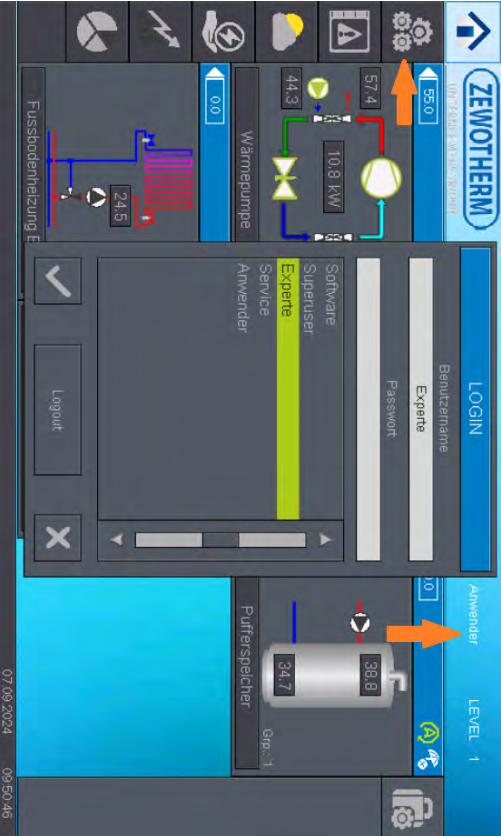 ZEWOTHERM
Anwender
LEVEL 1
55.0
57.4
44.3
10.8 kW
Wärmepumpe
0.0
24.5
Fussbodenheizung E
LOGIN
Benutzername
Experte
Passwort
Software
Superuser
Experte
Service
Anwender
Logout
0.0
38.8
34.7
Grp.: 1
Pufferspeicher
07.09.2024 09:50:46